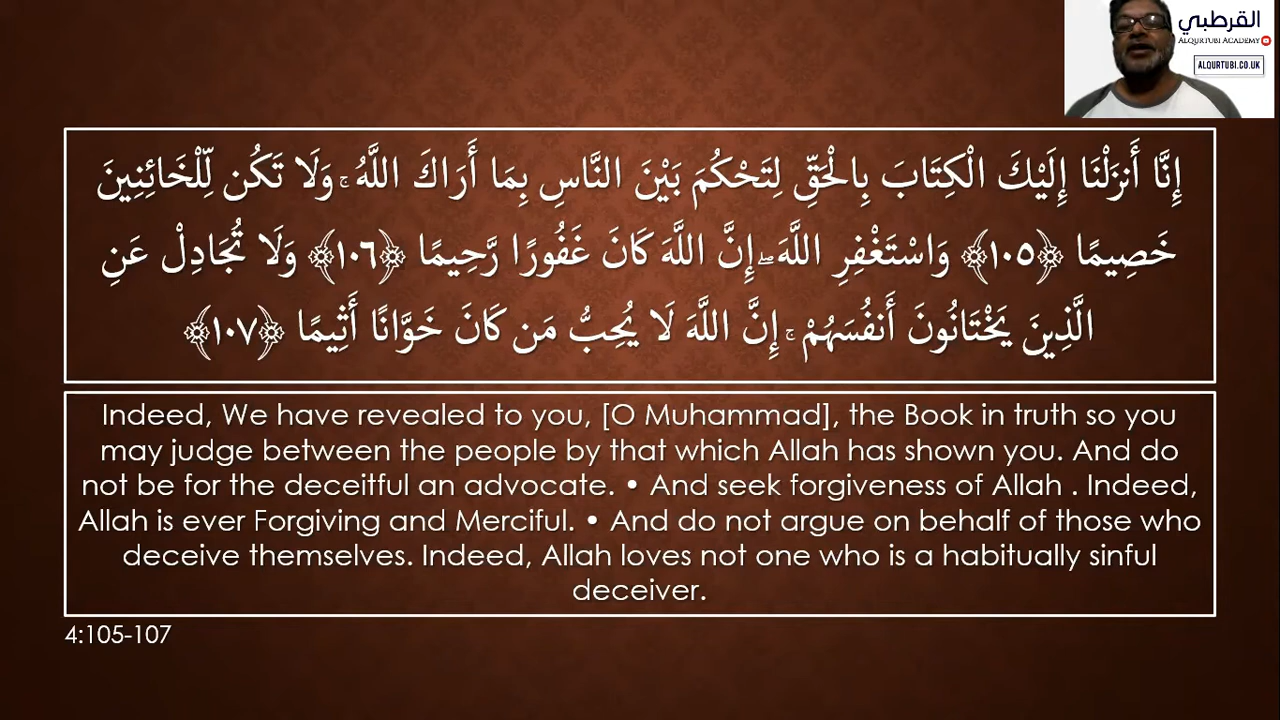 القرطبي
ALQURTUBI ACADEMY
ALQURTUBI.CO.UK
إِنَّا أَنزَلْنَا إِلَيْكَ الْكِتَابَ بِالْحَقِّ لِتَحْكُمَ بَيْنَ النَّاسِ بِمَا أَرَاكَ اللَّهُ ۚ وَلَا تَكُن لِّلْخَائِنِينَ
خَصِيمًا ﴿١٠٥﴾ وَاسْتَغْفِرِ اللَّهَ ۖ إِنَّ اللَّهَ كَانَ غَفُورًا رَّحِيمًا ﴿١٠٦﴾ وَلَا تُجَادِلْ عَنِ
الَّذِينَ يَخْتَانُونَ أَنفُسَهُمْ ۚ إِنَّ اللَّهَ لَا يُحِبُّ مَن كَانَ خَوَّانًا أَثِيمًا ﴿١٠٧﴾
Indeed, We have revealed to you, [O Muhammad], the Book in truth so you
may judge between the people by that which Allah has shown you. And do
not be for the deceitful an advocate. • And seek forgiveness of Allah . Indeed,
Allah is ever Forgiving and Merciful. • And do not argue on behalf of those who
deceive themselves. Indeed, Allah loves not one who is a habitually sinful
deceiver.
4:105-107